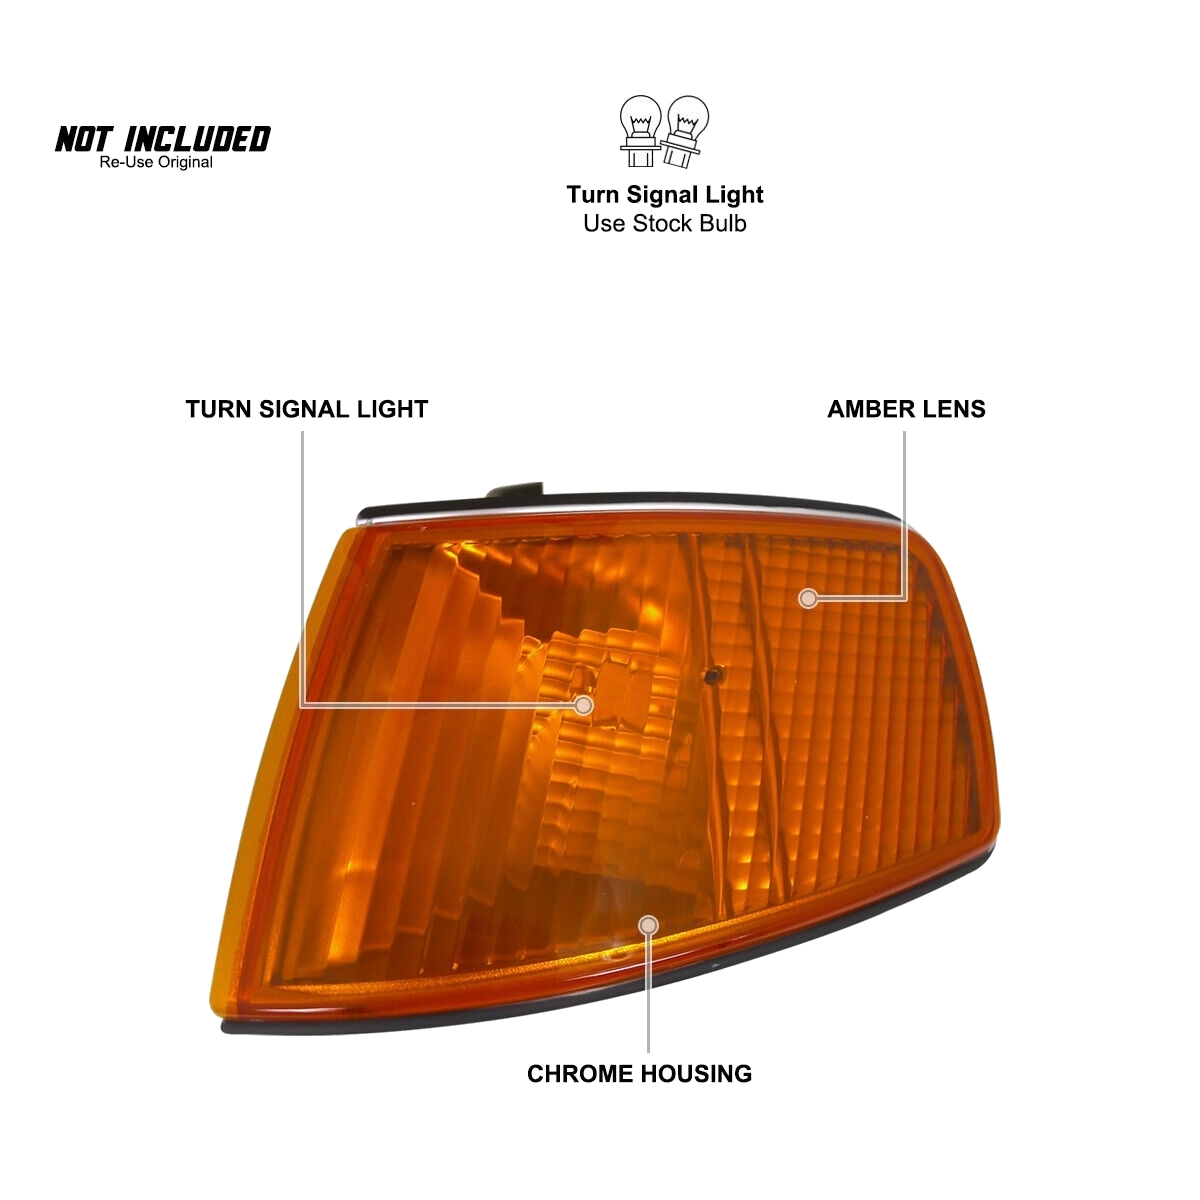 NOT INCLUDED
Re-Use Original
Turn Signal Light
Use Stock Bulb
TURN SIGNAL LIGHT
AMBER LENS
CHROME HOUSING